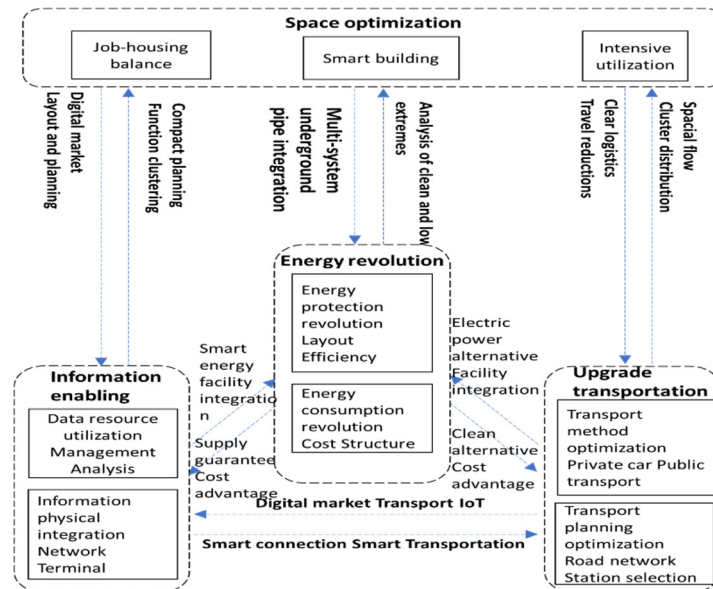 Space optimization
Job-housing
balance
Smart building
Intensive
utilization
Digital market
Layout and planning
Compact planning
Function clustering
Multi-system
underground
pipe integration
Analysis of clean and low
extremes
Clear logistics
Travel reductions
Spacial flow
Cluster distribution
Energy revolution
Energy
protection
revolution
Layout
Efficiency
Energy
consumption
revolution
Cost Structure
Smart
energy
facility
integratio
n
Supply
guarantee
Cost
advantage
Electric
power
alternative
Facility
integration
Clean
alternative
Cost
advantage
Information
enabling
Data resource
utilization
Management
Analysis
Information
physical
integration
Network
Terminal
Upgrade
transportation
Transport
method
optimization
Private car Public
transport
Transport
planning
optimization
Road network
Station selection
Digital market Transport IoT
Smart connection Smart Transportation